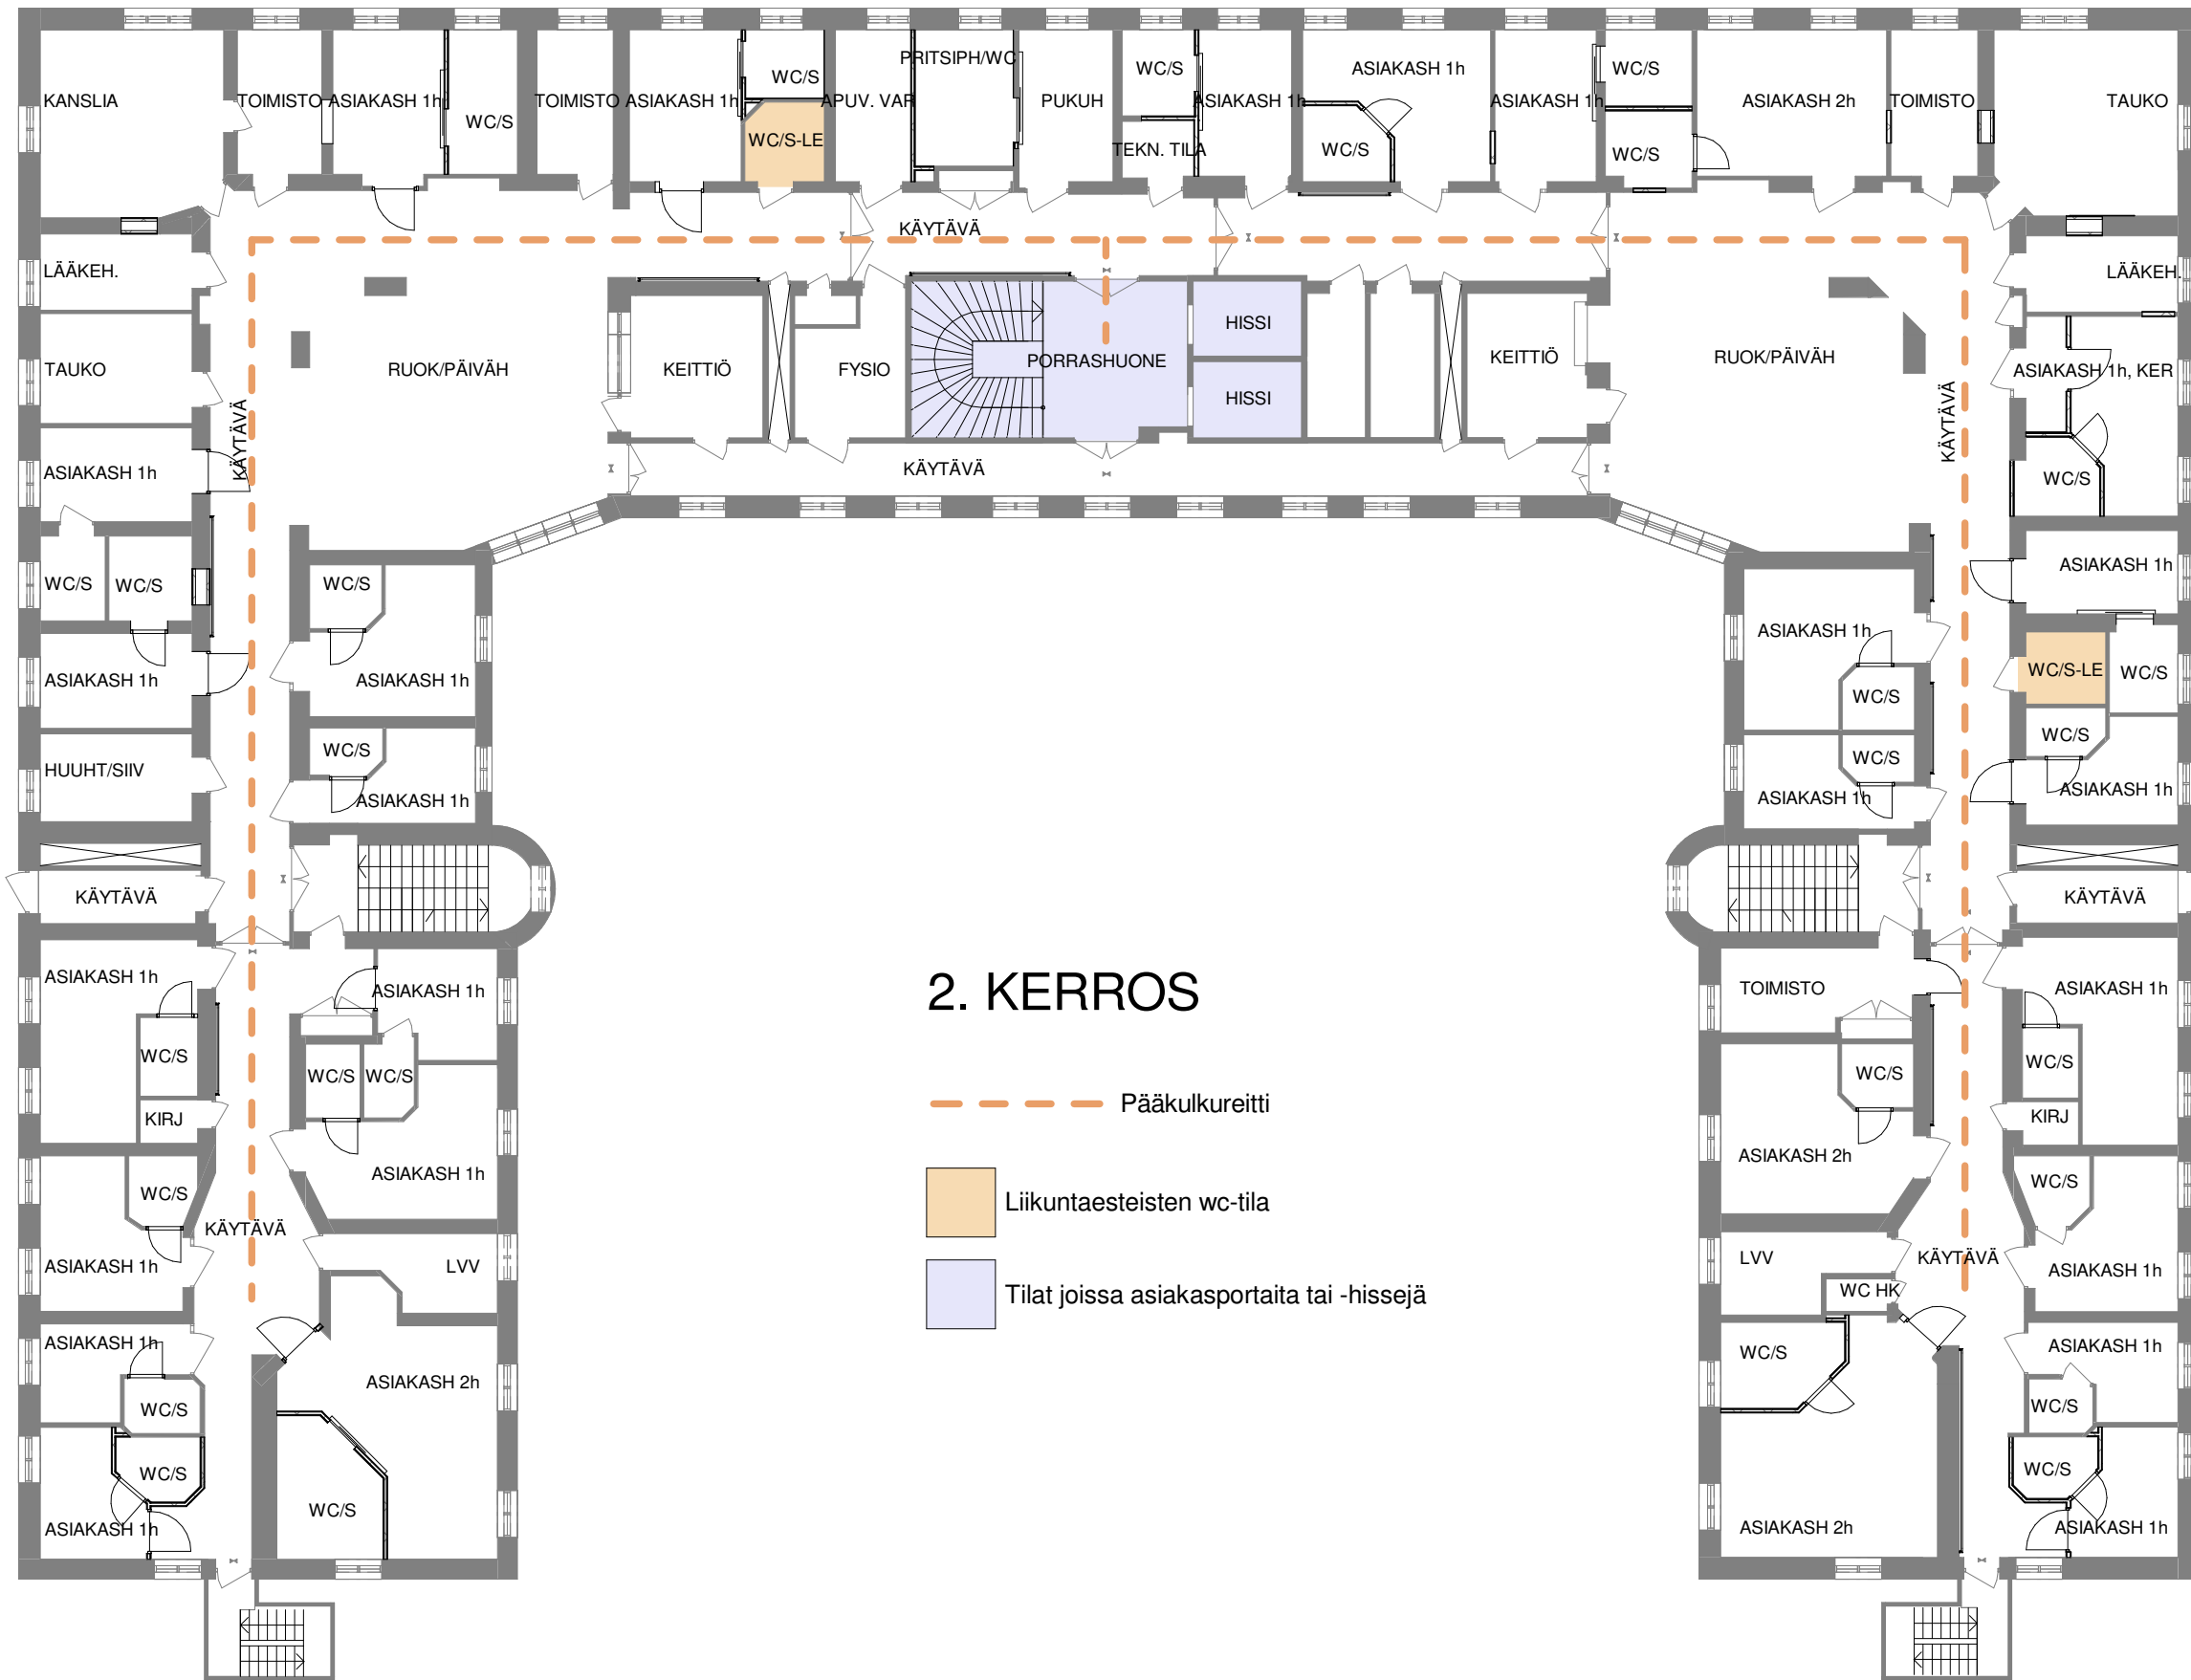 KANSLIA
TOIMISTO
ASIAKASH 1h
WC/S
TOIMISTO
ASIAKASH 1h
WC/S
WC/S-LE
APUV. VAR
PRITSIPH/WC
PUKUH
WC/S
TEKN. TILA
ASIAKASH 1h
ASIAKASH 1h
WC/S
ASIAKASH 1h
WC/S
WC/S
ASIAKASH 2h
TOIMISTO
TAUKO
KÄYTÄVÄ
LÄÄKEH.
TAUKO
KÄYTÄVÄ
RUOK/PÄIVÄH
KEITTIÖ
FYSIO
PORRASHUONE
HISSI
HISSI
KEITTIÖ
RUOK/PÄIVÄH
KÄYTÄVÄ
LÄÄKEH.
ASIAKASH 1h, KER
WC/S
KÄYTÄVÄ
ASIAKASH 1h
WC/S
WC/S
ASIAKASH 1h
HUUHT/SIIV
WC/S
ASIAKASH 1h
WC/S
ASIAKASH 1h
KÄYTÄVÄ
ASIAKASH 1h
WC/S
KIRJ
ASIAKASH 1h
WC/S
WC/S
ASIAKASH 1h
WC/S
ASIAKASH 1h
KÄYTÄVÄ
LVV
ASIAKASH 1h
WC/S
WC/S
ASIAKASH 1h
ASIAKASH 2h
WC/S
2. KERROS
Pääkulkureitti
Liikuntaesteisten wc-tila
Tilat joissa asiakasportaita tai -hissejä
ASIAKASH 1h
ASIAKASH 1h
WC/S
WC/S
ASIAKASH 1h
WC/S-LE
WC/S
WC/S
ASIAKASH 1h
KÄYTÄVÄ
TOIMISTO
ASIAKASH 1h
WC/S
WC/S
KIRJ
ASIAKASH 2h
WC/S
LVV
KÄYTÄVÄ
ASIAKASH 1h
WC HK
WC/S
ASIAKASH 1h
WC/S
WC/S
ASIAKASH 2h
ASIAKASH 1h